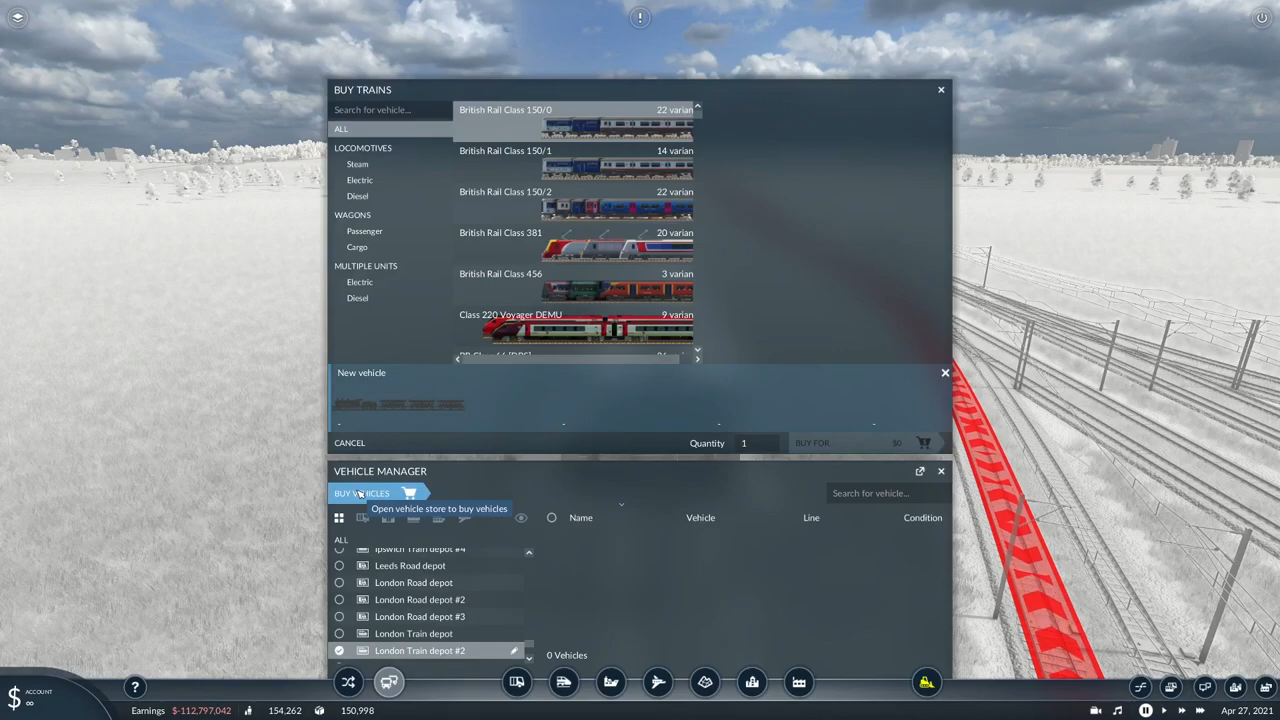 BUY TRAINS
Search for vehicle...
ALL
LOCOMOTIVES
Steam
Electric
Diesel
WAGONS
Passenger
Cargo
MULTIPLE UNITS
Electric
Diesel
British Rail Class 150/0 22 varian
British Rail Class 150/1 14 varian
British Rail Class 150/2 22 varian
British Rail Class 381 20 varian
British Rail Class 456 3 varian
Class 220 Voyager DEMU 9 varian
New vehicle
- - - -
CANCEL
Quantity 1
BUY FOR $0
VEHICLE MANAGER
BUY VEHICLES
Search for vehicle...
Open vehicle store to buy vehicles
Name Vehicle Line Condition
ALL
Ipswich Train depot #4
Leeds Road depot
London Road depot
London Road depot #2
London Road depot #3
London Train depot
London Train depot #2
0 Vehicles
$ ACCOUNT
∞
?
Earnings $-112,797,042 154,262 150,998
Apr 27, 2021